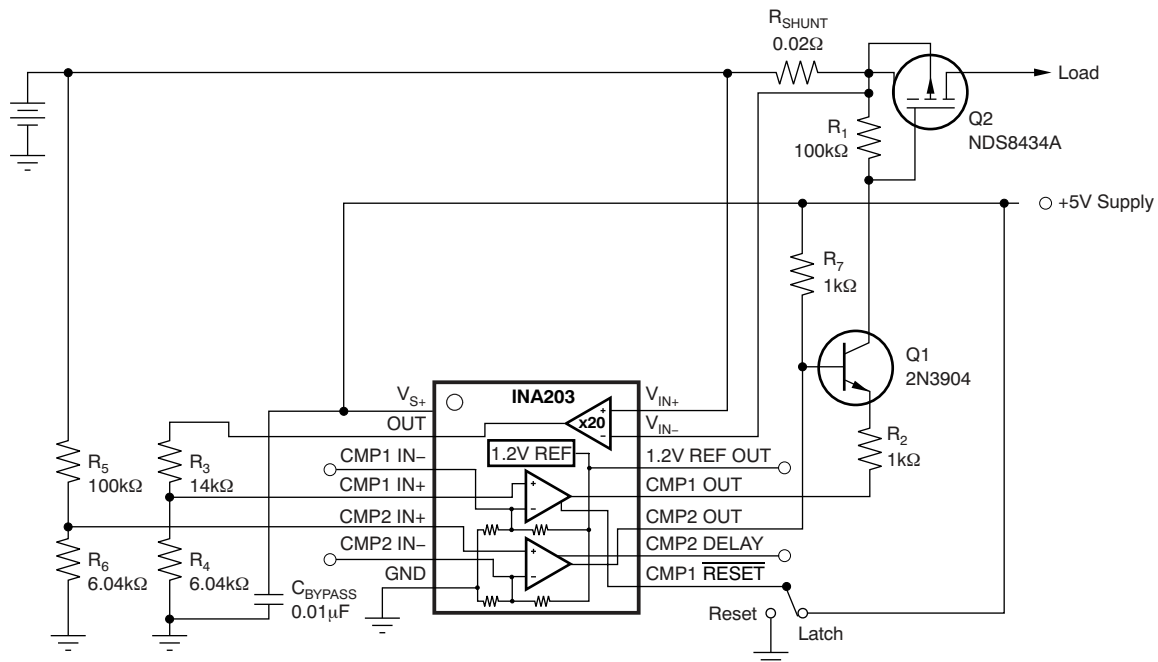 R_SHUNT
0.02Ω
Load
Q2
NDS8434A
R1
100kΩ
+5V Supply
R7
1kΩ
Q1
2N3904
R2
1kΩ
INA203
VS+
OUT
CMP1 IN−
CMP1 IN+
CMP2 IN+
CMP2 IN−
GND
x20
+
−
1.2V REF
+
−
+
−
VIN+
VIN−
1.2V REF OUT
CMP1 OUT
CMP2 OUT
CMP2 DELAY
CMP1 R̅E̅S̅E̅T̅
R5
100kΩ
R3
14kΩ
R6
6.04kΩ
R4
6.04kΩ
CBYPASS
0.01μF
Reset
Latch